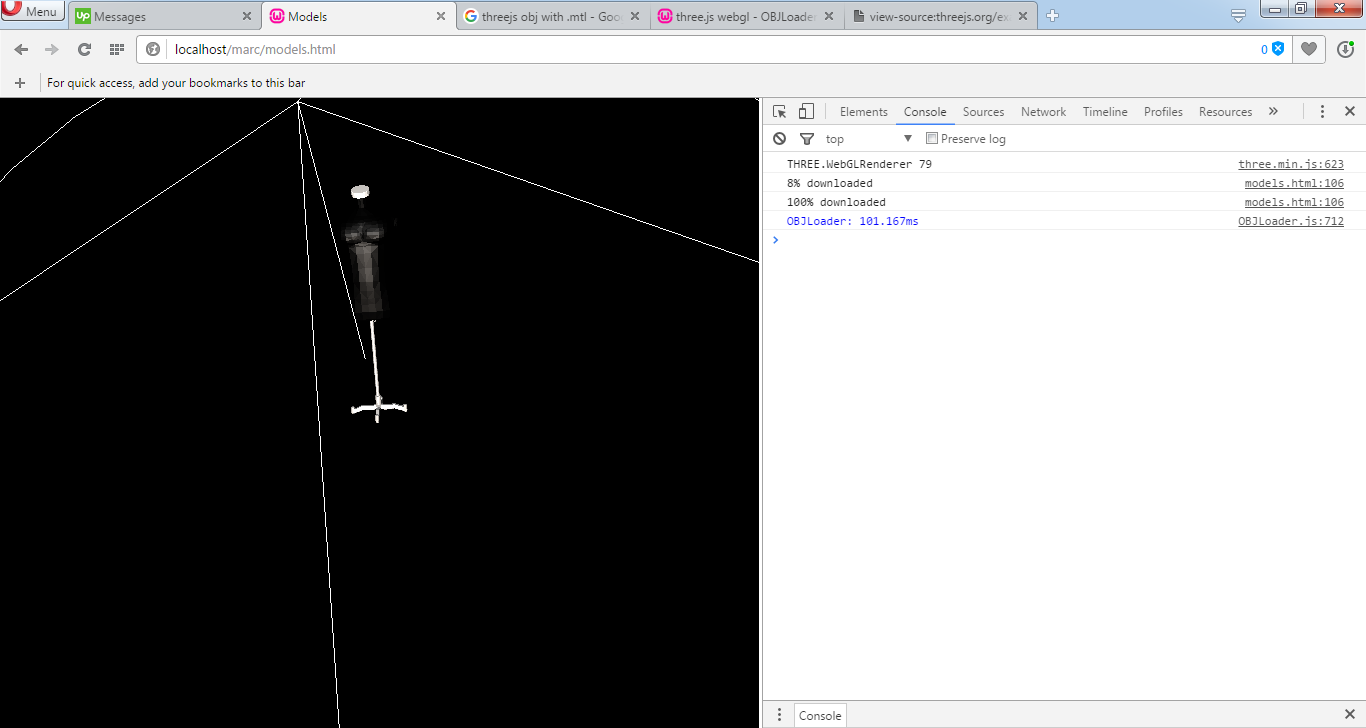 Menu
Up Messages
Models
threejs obj with .mtl - Goo
three.js webgl - OBJLoader
view-source:threejs.org/ex
localhost/marc/models.html
0
For quick access, add your bookmarks to this bar
Elements Console Sources Network Timeline Profiles Resources »
top
Preserve log
THREE.WebGLRenderer 79 three.min.js:623
8% downloaded models.html:106
100% downloaded models.html:106
OBJLoader: 101.167ms OBJLoader.js:712
Console